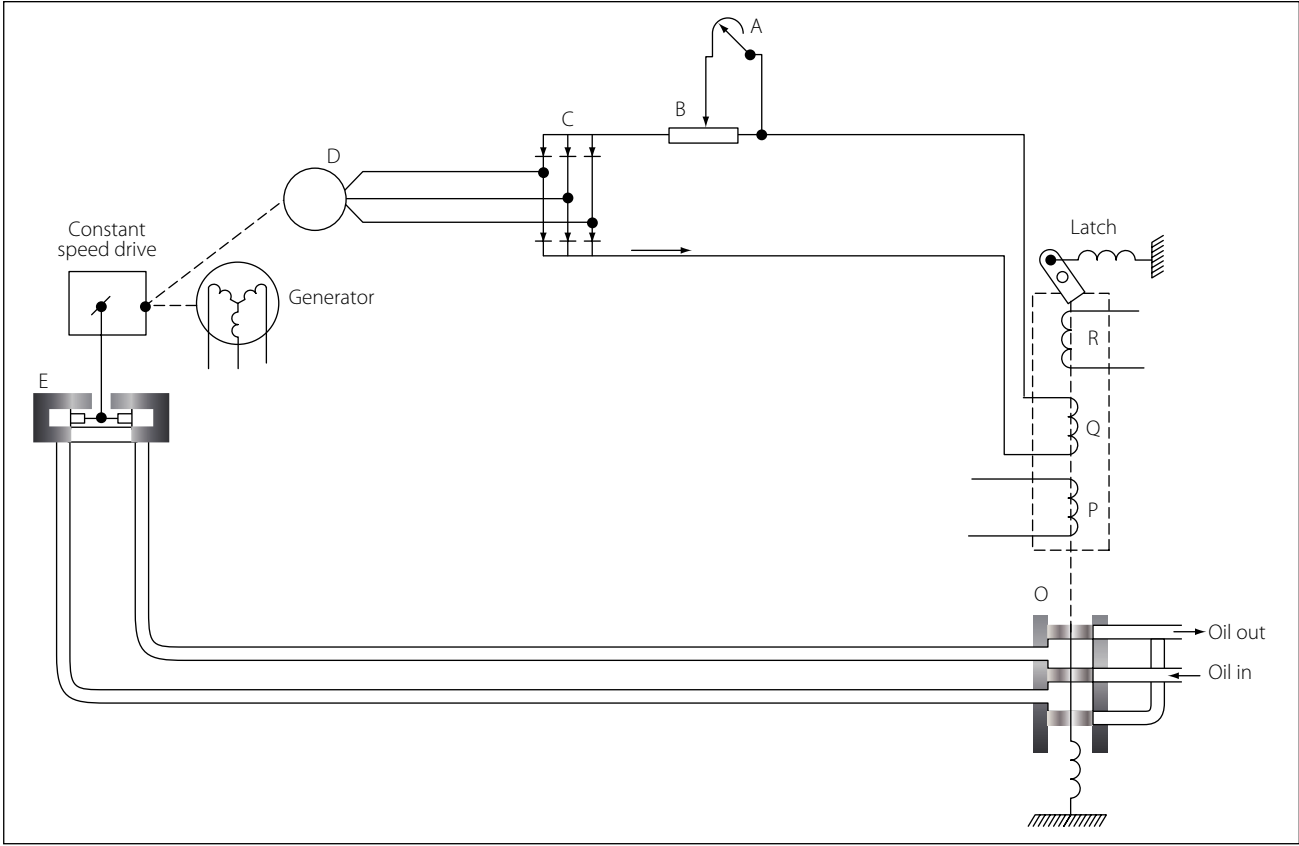 A
B
C
D
Constant
speed drive
Latch
Generator
R
E
Q
P
O
Oil out
Oil in